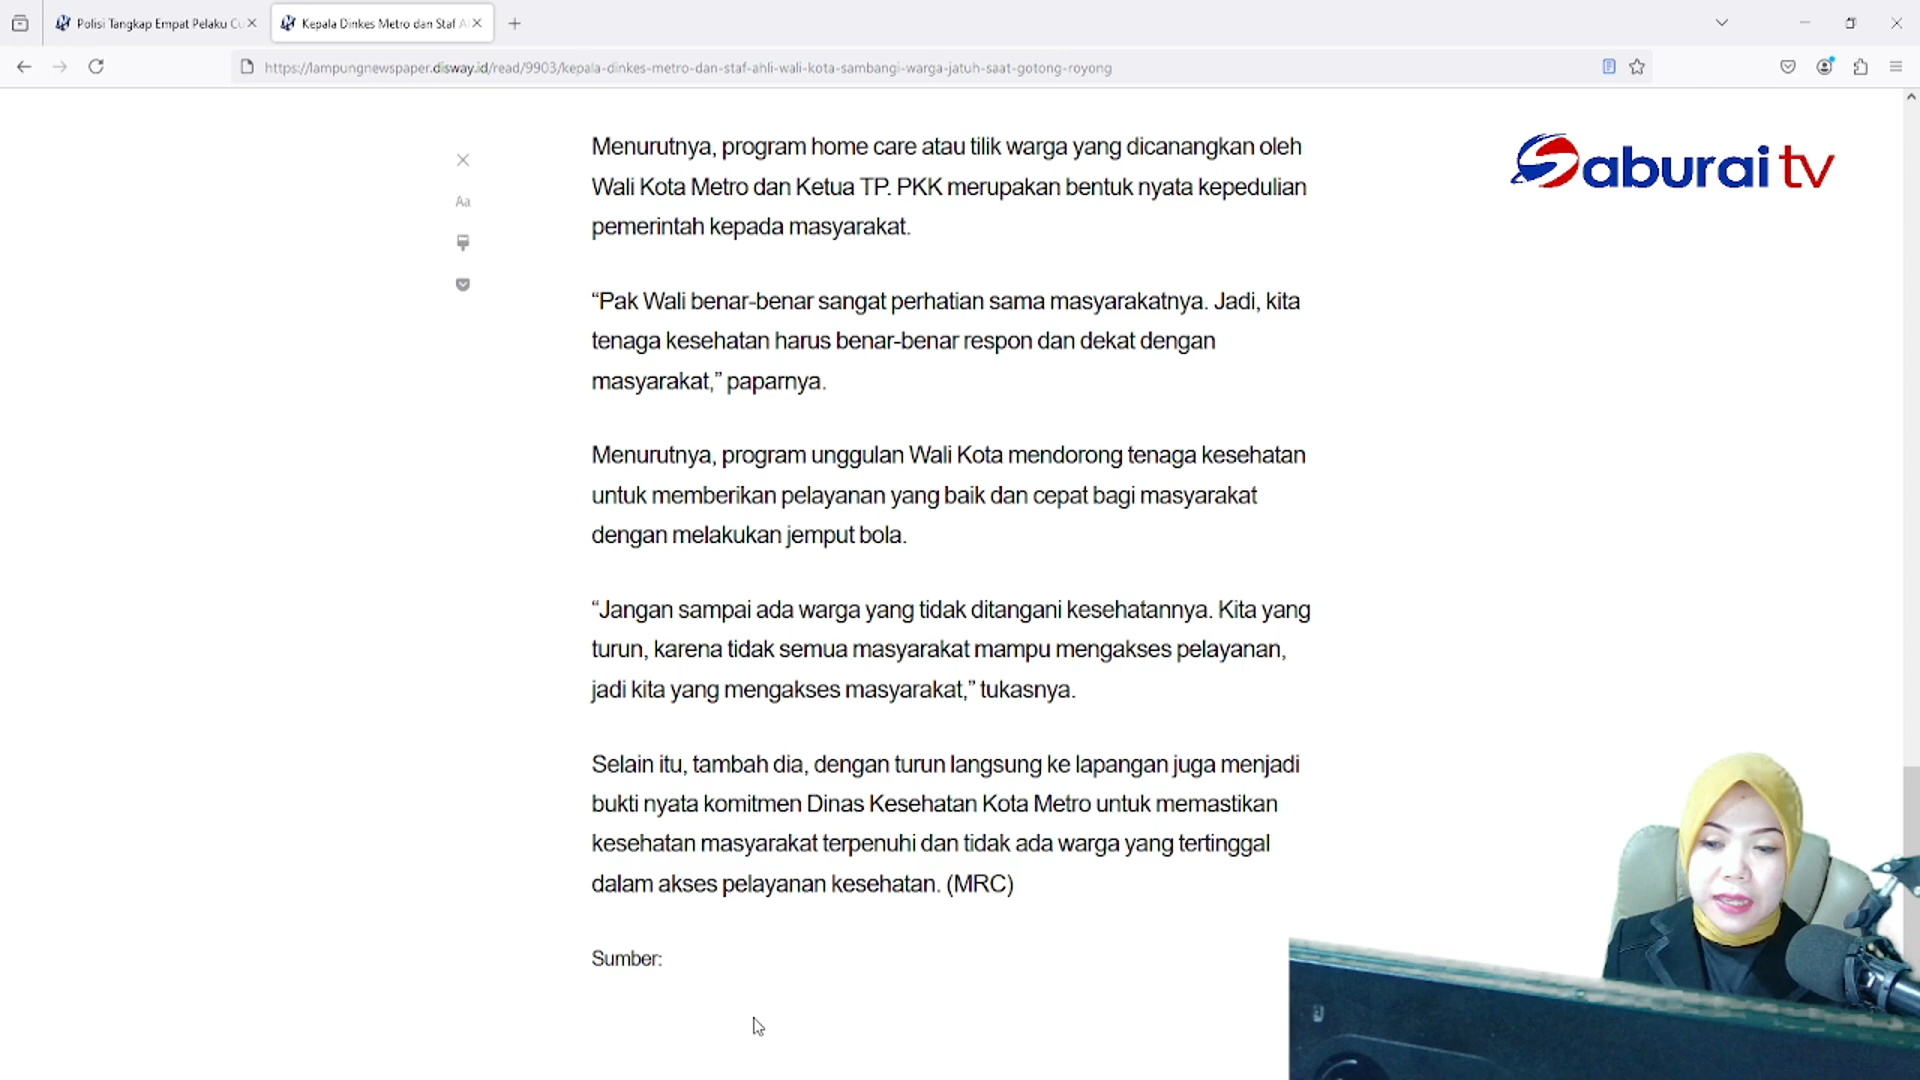 Polisi Tangkap Empat Pelaku Cu
Kepala Dinkes Metro dan Staf A
https://lampungnewspaper.disway.id/read/9903/kepala-dinkes-metro-dan-staf-ahli-wali-kota-sambangi-warga-jatuh-saat-gotong-royong
Saburai tv
Aa
Menurutnya, program home care atau tilik warga yang dicanangkan oleh
Wali Kota Metro dan Ketua TP. PKK merupakan bentuk nyata kepedulian
pemerintah kepada masyarakat.
“Pak Wali benar-benar sangat perhatian sama masyarakatnya. Jadi, kita
tenaga kesehatan harus benar-benar respon dan dekat dengan
masyarakat,” paparnya.
Menurutnya, program unggulan Wali Kota mendorong tenaga kesehatan
untuk memberikan pelayanan yang baik dan cepat bagi masyarakat
dengan melakukan jemput bola.
“Jangan sampai ada warga yang tidak ditangani kesehatannya. Kita yang
turun, karena tidak semua masyarakat mampu mengakses pelayanan,
jadi kita yang mengakses masyarakat,” tukasnya.
Selain itu, tambah dia, dengan turun langsung ke lapangan juga menjadi
bukti nyata komitmen Dinas Kesehatan Kota Metro untuk memastikan
kesehatan masyarakat terpenuhi dan tidak ada warga yang tertinggal
dalam akses pelayanan kesehatan. (MRC)
Sumber: